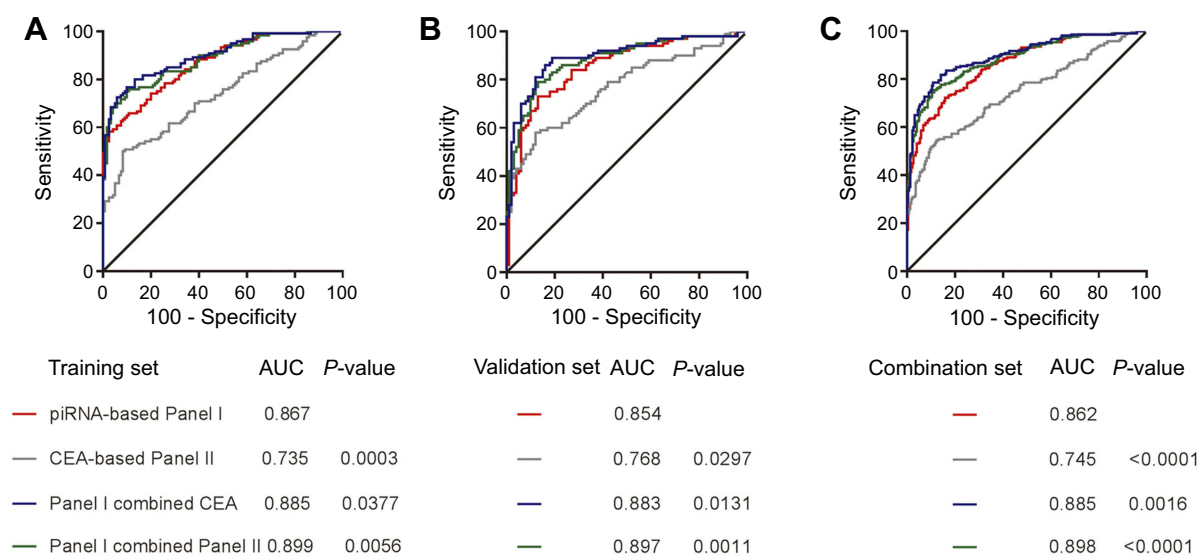 A
B
C
Sensitivity
100
80
60
40
20
0
0 20 40 60 80 100
100 - Specificity
Sensitivity
100
80
60
40
20
0
0 20 40 60 80 100
100 - Specificity
Sensitivity
100
80
60
40
20
0
0 20 40 60 80 100
100 - Specificity
Training set AUC P-value
piRNA-based Panel I 0.867
CEA-based Panel II 0.735 0.0003
Panel I combined CEA 0.885 0.0377
Panel I combined Panel II 0.899 0.0056
Validation set AUC P-value
0.854
0.768 0.0297
0.883 0.0131
0.897 0.0011
Combination set AUC P-value
0.862
0.745 <0.0001
0.885 0.0016
0.898 <0.0001